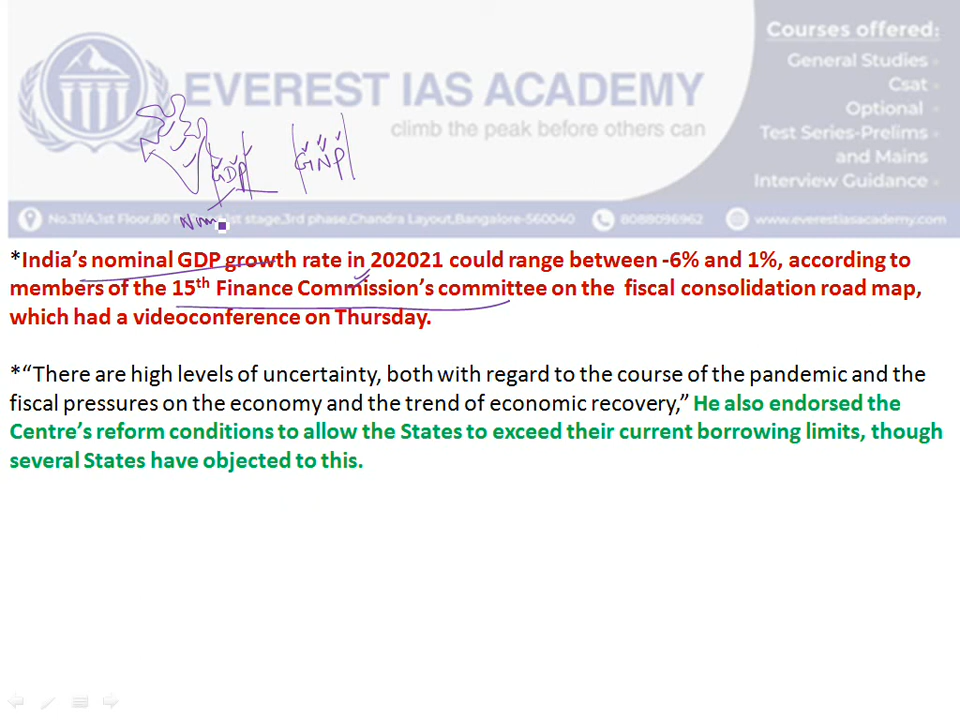 Courses offered:
General Studies
Csat
EVEREST IAS ACADEMY
Optional
climb the peak before others can
Test Series-Prelims
and Mains
Interview Guidance
GDP GNP
No.31/A,1st Floor,80 stage,3rd phase,Chandra Layout,Bangalore-560040 8088096962 www.everestiasacademy.com
*India's nominal GDP growth rate in 202021 could range between -6% and 1%, according to
members of the 15th Finance Commission's committee on the fiscal consolidation road map,
which had a videoconference on Thursday.
*“There are high levels of uncertainty, both with regard to the course of the pandemic and the
fiscal pressures on the economy and the trend of economic recovery,” He also endorsed the
Centre's reform conditions to allow the States to exceed their current borrowing limits, though
several States have objected to this.